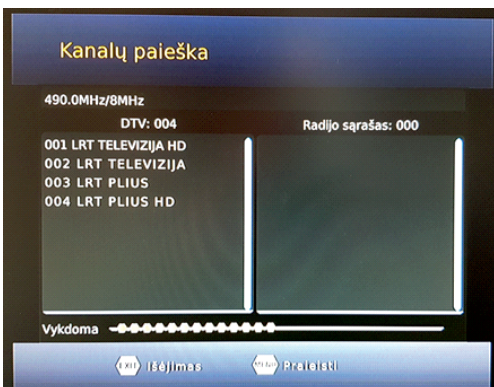 Kanalų paieška
490.0MHz/8MHz
DTV: 004
Radijo sąrašas: 000
001 LRT TELEVIZIJA HD
002 LRT TELEVIZIJA
003 LRT PLIUS
004 LRT PLIUS HD
Vykdoma
EXIT Išėjimas
MENU Praleisti